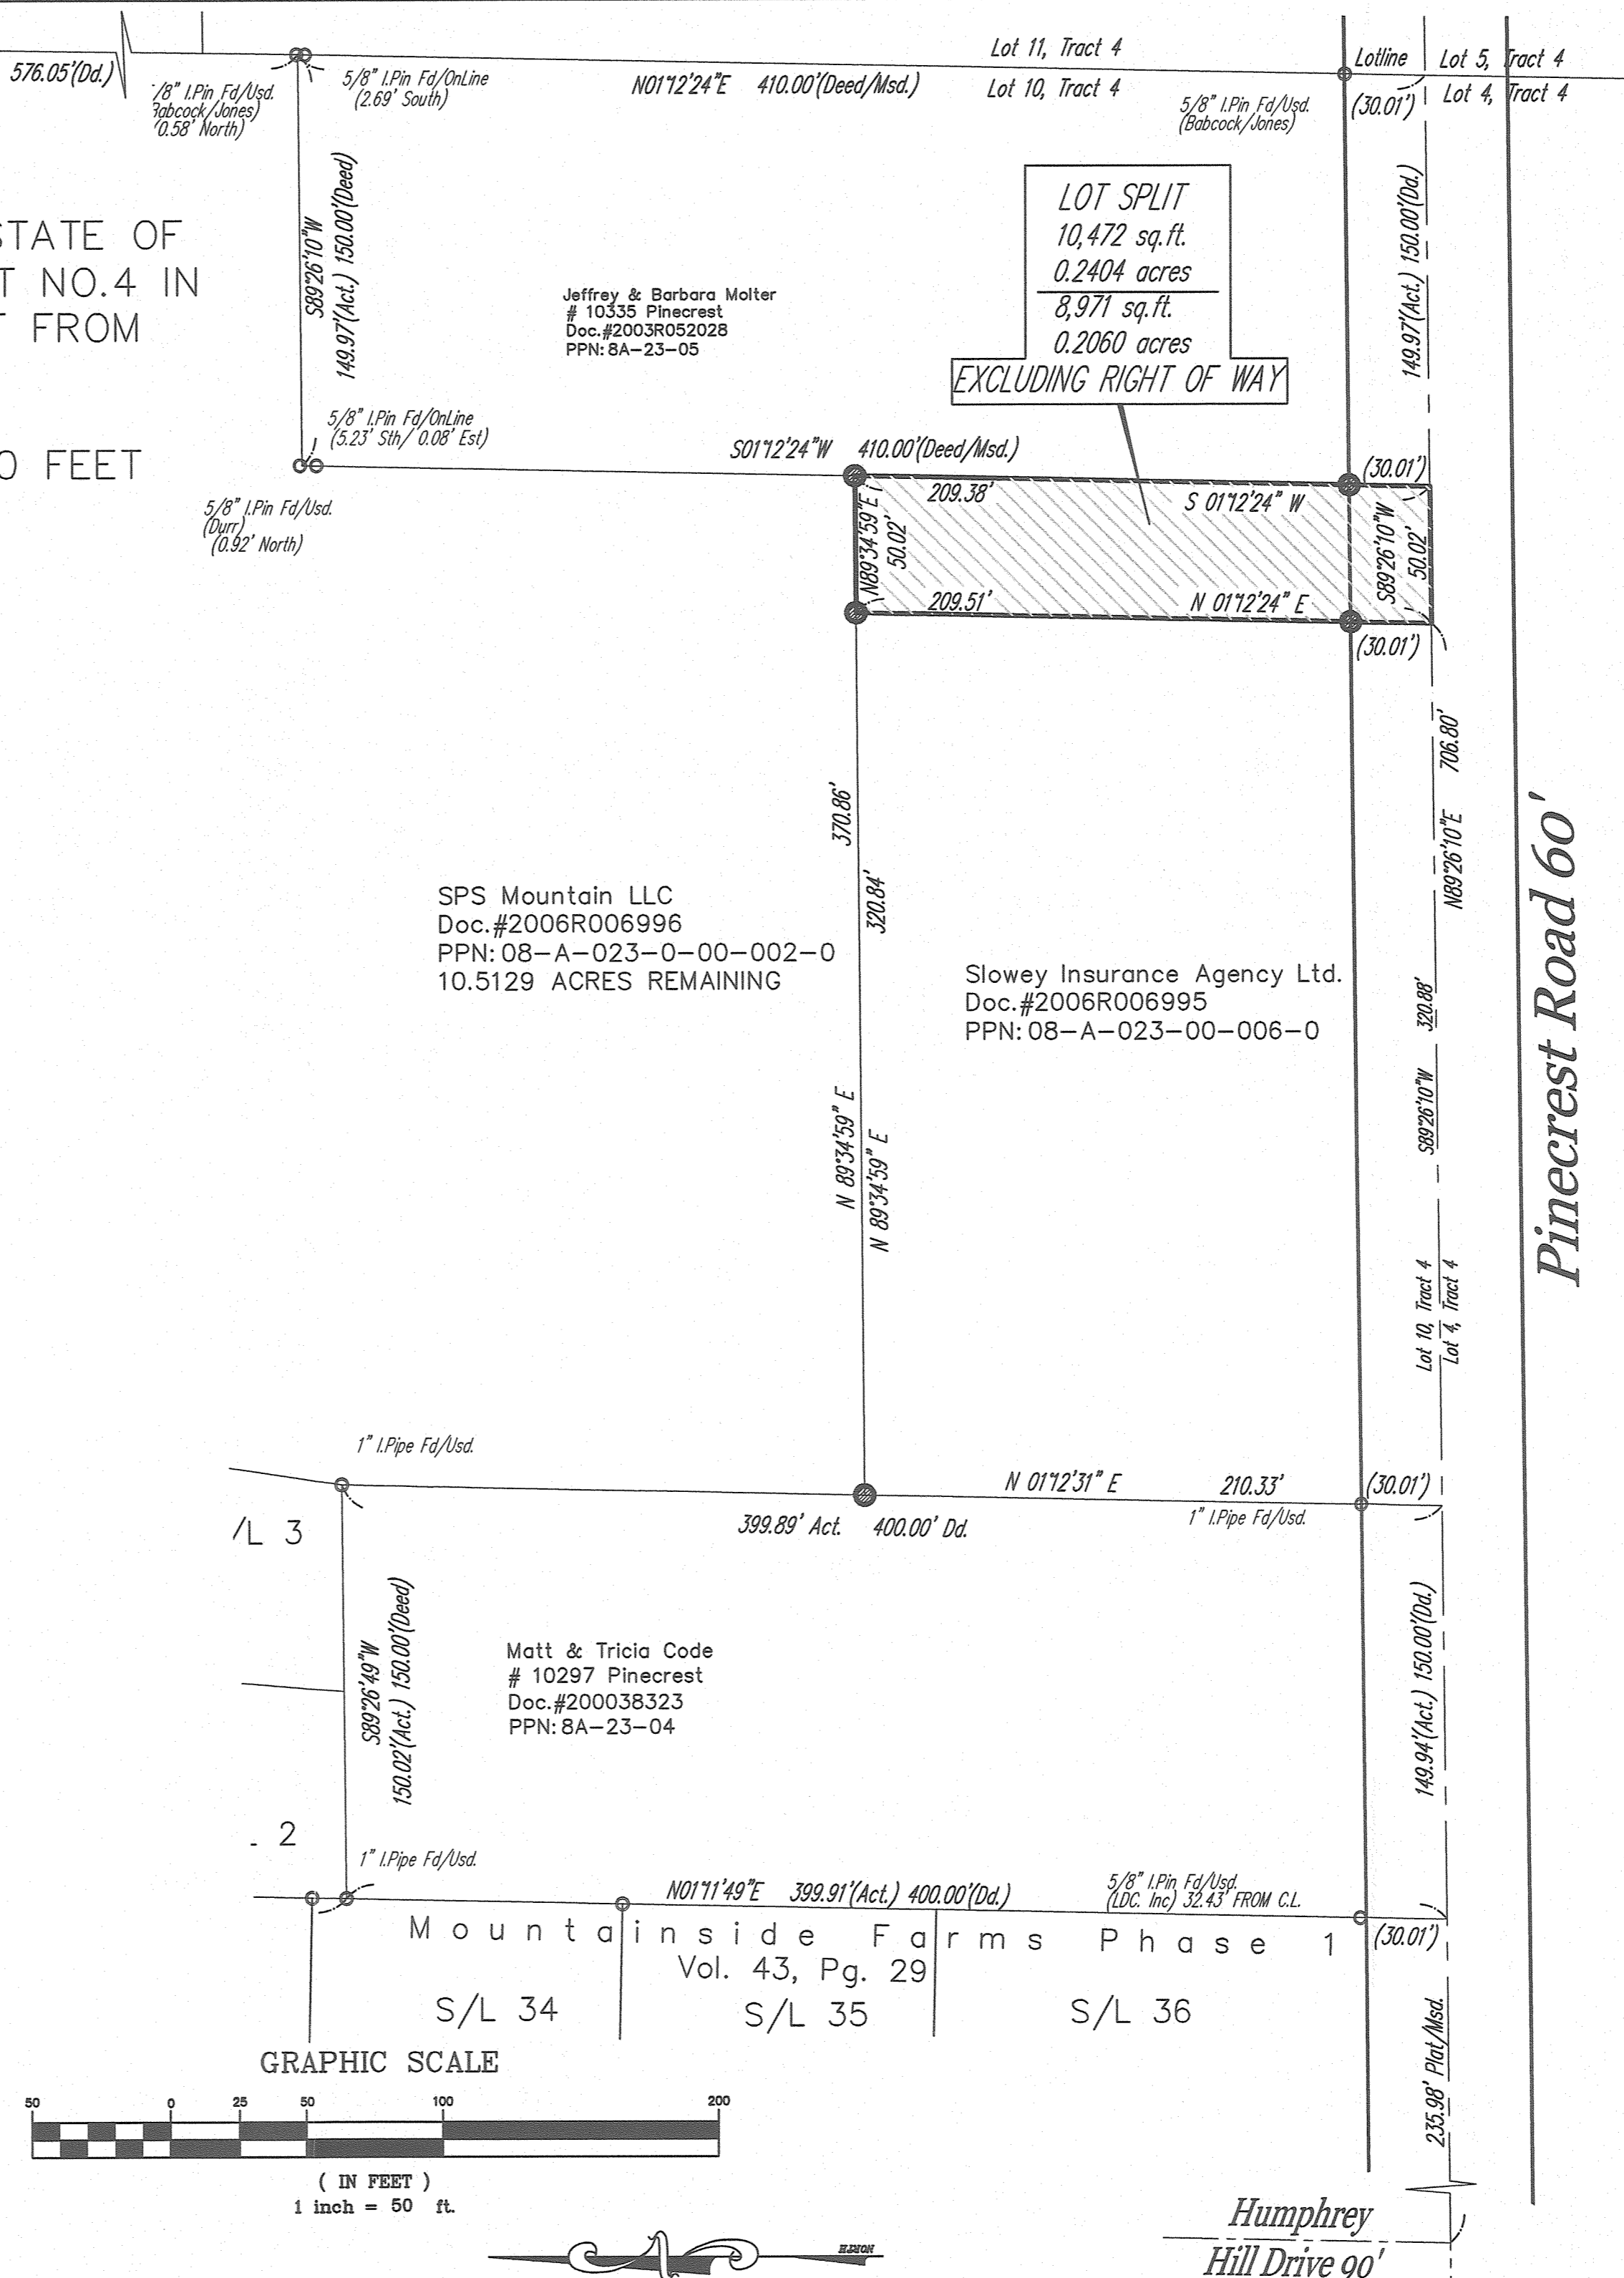 576.05'(Dd.)
5/8" I.Pin Fd/OnLine
(2.69' South)
/8" I.Pin Fd/Usd.
Babcock/Jones)
0.58' North)
N01°12'24"E 410.00'(Deed/Msd.)
Lot 11, Tract 4
Lot 10, Tract 4
Lotline
Lot 5, Tract 4
Lot 4, Tract 4
5/8" I.Pin Fd/Usd.
(Babcock/Jones)
(30.01')
STATE OF
T NO.4 IN
T FROM
0 FEET
S89°26'10"W
149.97'(Act.) 150.00'(Deed)
Jeffrey & Barbara Molter
# 10335 Pinecrest
Doc.#2003R052028
PPN: 8A-23-05
LOT SPLIT
10,472 sq.ft.
0.2404 acres
8,971 sq.ft.
0.2060 acres
EXCLUDING RIGHT OF WAY
149.97'(Act.) 150.00'(Dd.)
5/8" I.Pin Fd/OnLine
(5.23' Sth/ 0.08' Est)
5/8" I.Pin Fd/Usd.
(Durr)
(0.92' North)
S01°12'24"W 410.00'(Deed/Msd.)
(30.01')
209.38'
S 01°12'24" W
N89°34'59"E
50.02'
S89°26'10"W
50.02'
209.51'
N 01°12'24" E
(30.01')
370.86'
320.84'
706.80'
N89°26'10"E
SPS Mountain LLC
Doc.#2006R006996
PPN: 08-A-023-0-00-002-0
10.5129 ACRES REMAINING
Slowey Insurance Agency Ltd.
Doc.#2006R006995
PPN: 08-A-023-00-006-0
N 89°34'59" E
N 89°34'59" E
S89°26'10"W 320.88'
Pinecrest Road 60'
Lot 10, Tract 4
Lot 4, Tract 4
1" I.Pipe Fd/Usd.
N 01°12'31" E 210.33'
(30.01')
1" I.Pipe Fd/Usd.
399.89' Act. 400.00' Dd.
/L 3
S89°26'49"W
150.02'(Act.) 150.00'(Deed)
Matt & Tricia Code
# 10297 Pinecrest
Doc.#200038323
PPN: 8A-23-04
149.94'(Act.) 150.00'(Dd.)
2
1" I.Pipe Fd/Usd.
N01°11'49"E 399.91'(Act.) 400.00'(Dd.)
5/8" I.Pin Fd/Usd.
(LDC. Inc) 32.43' FROM C.L.
(30.01')
Mountainside Farms Phase 1
Vol. 43, Pg. 29
S/L 34
S/L 35
S/L 36
235.98' Plat/Msd.
GRAPHIC SCALE
50 0 25 50 100 200
( IN FEET )
1 inch = 50 ft.
NORTH
Humphrey
Hill Drive 90'